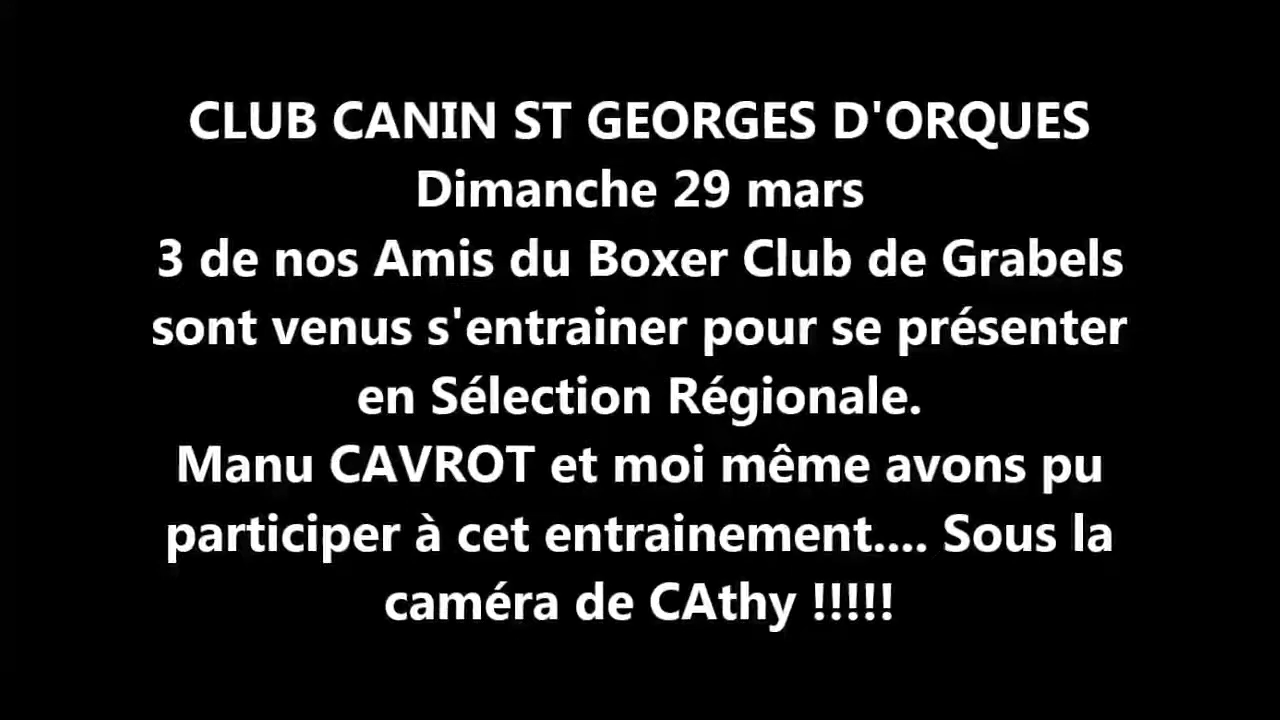 CLUB CANIN ST GEORGES D'ORQUES
Dimanche 29 mars
3 de nos Amis du Boxer Club de Grabels
sont venus s'entrainer pour se présenter
en Sélection Régionale.
Manu CAVROT et moi même avons pu
participer à cet entrainement.... Sous la
caméra de CAthy !!!!!